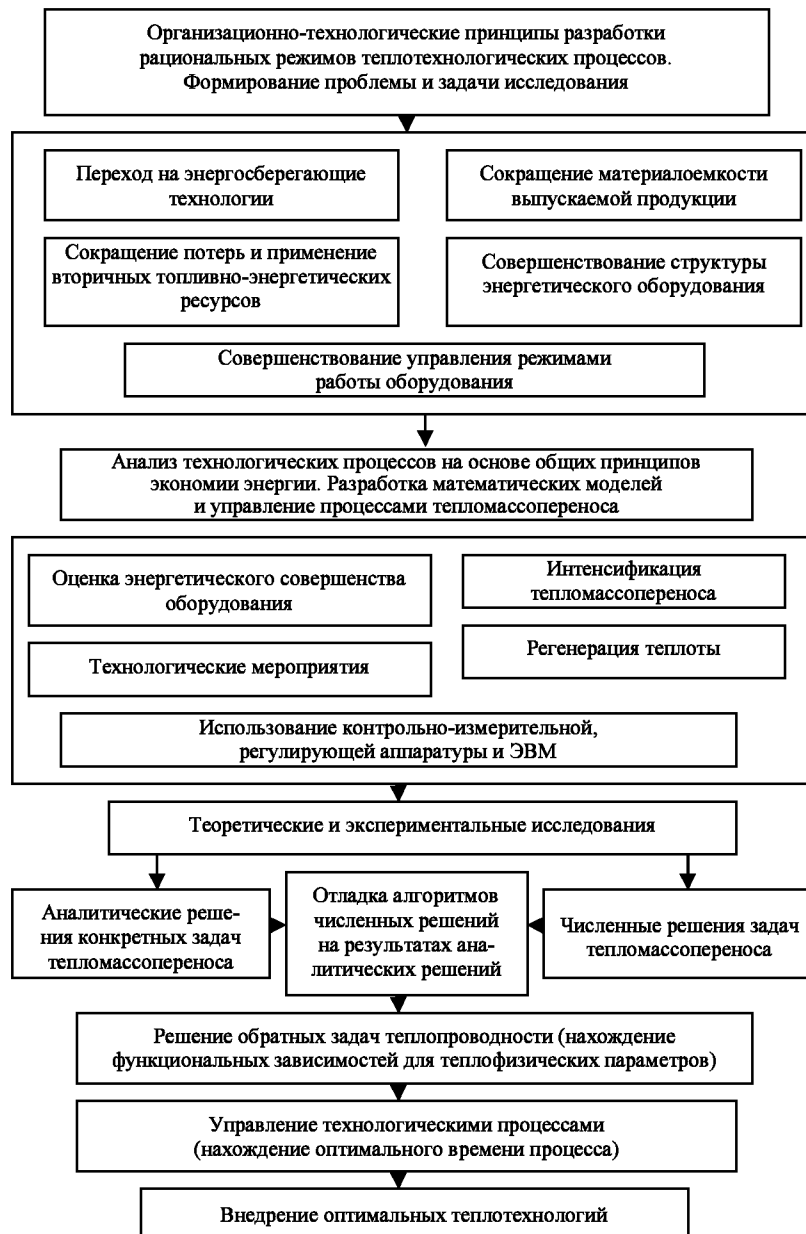 Организационно-технологические принципы разработки
рациональных режимов теплотехнологических процессов.
Формирование проблемы и задачи исследования
Переход на энергосберегающие
технологии
Сокращение материалоемкости
выпускаемой продукции
Сокращение потерь и применение
вторичных топливно-энергетических
ресурсов
Совершенствование структуры
энергетического оборудования
Совершенствование управления режимами
работы оборудования
Анализ технологических процессов на основе общих принципов
экономии энергии. Разработка математических моделей
и управление процессами тепломассопереноса
Оценка энергетического совершенства
оборудования
Интенсификация
тепломассопереноса
Технологические мероприятия
Регенерация теплоты
Использование контрольно-измерительной,
регулирующей аппаратуры и ЭВМ
Теоретические и экспериментальные исследования
Аналитические реше-
ния конкретных задач
тепломассопереноса
Отладка алгоритмов
численных решений
на результатах ана-
литических решений
Численные решения задач
тепломассопереноса
Решение обратных задач теплопроводности (нахождение
функциональных зависимостей для теплофизических параметров)
Управление технологическими процессами
(нахождение оптимального времени процесса)
Внедрение оптимальных теплотехнологий